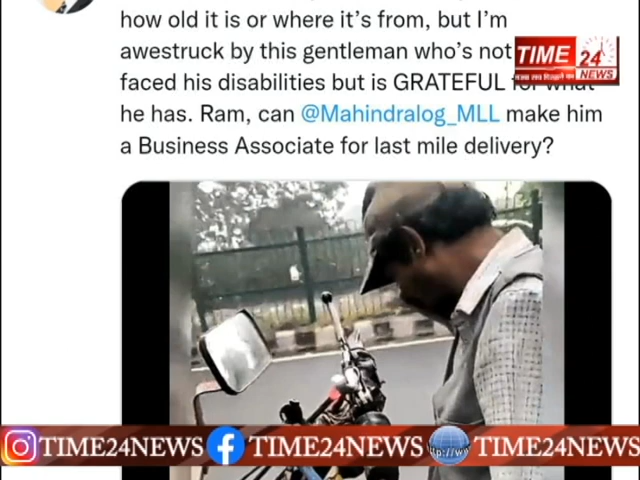 how old it is or where it's from, but I'm
awestruck by this gentleman who's not
faced his disabilities but is GRATEFUL for what
he has. Ram, can @Mahindralog_MLL make him
a Business Associate for last mile delivery?
TIME 24
NEWS
TIME24NEWS TIME24NEWS TIME24NEWS